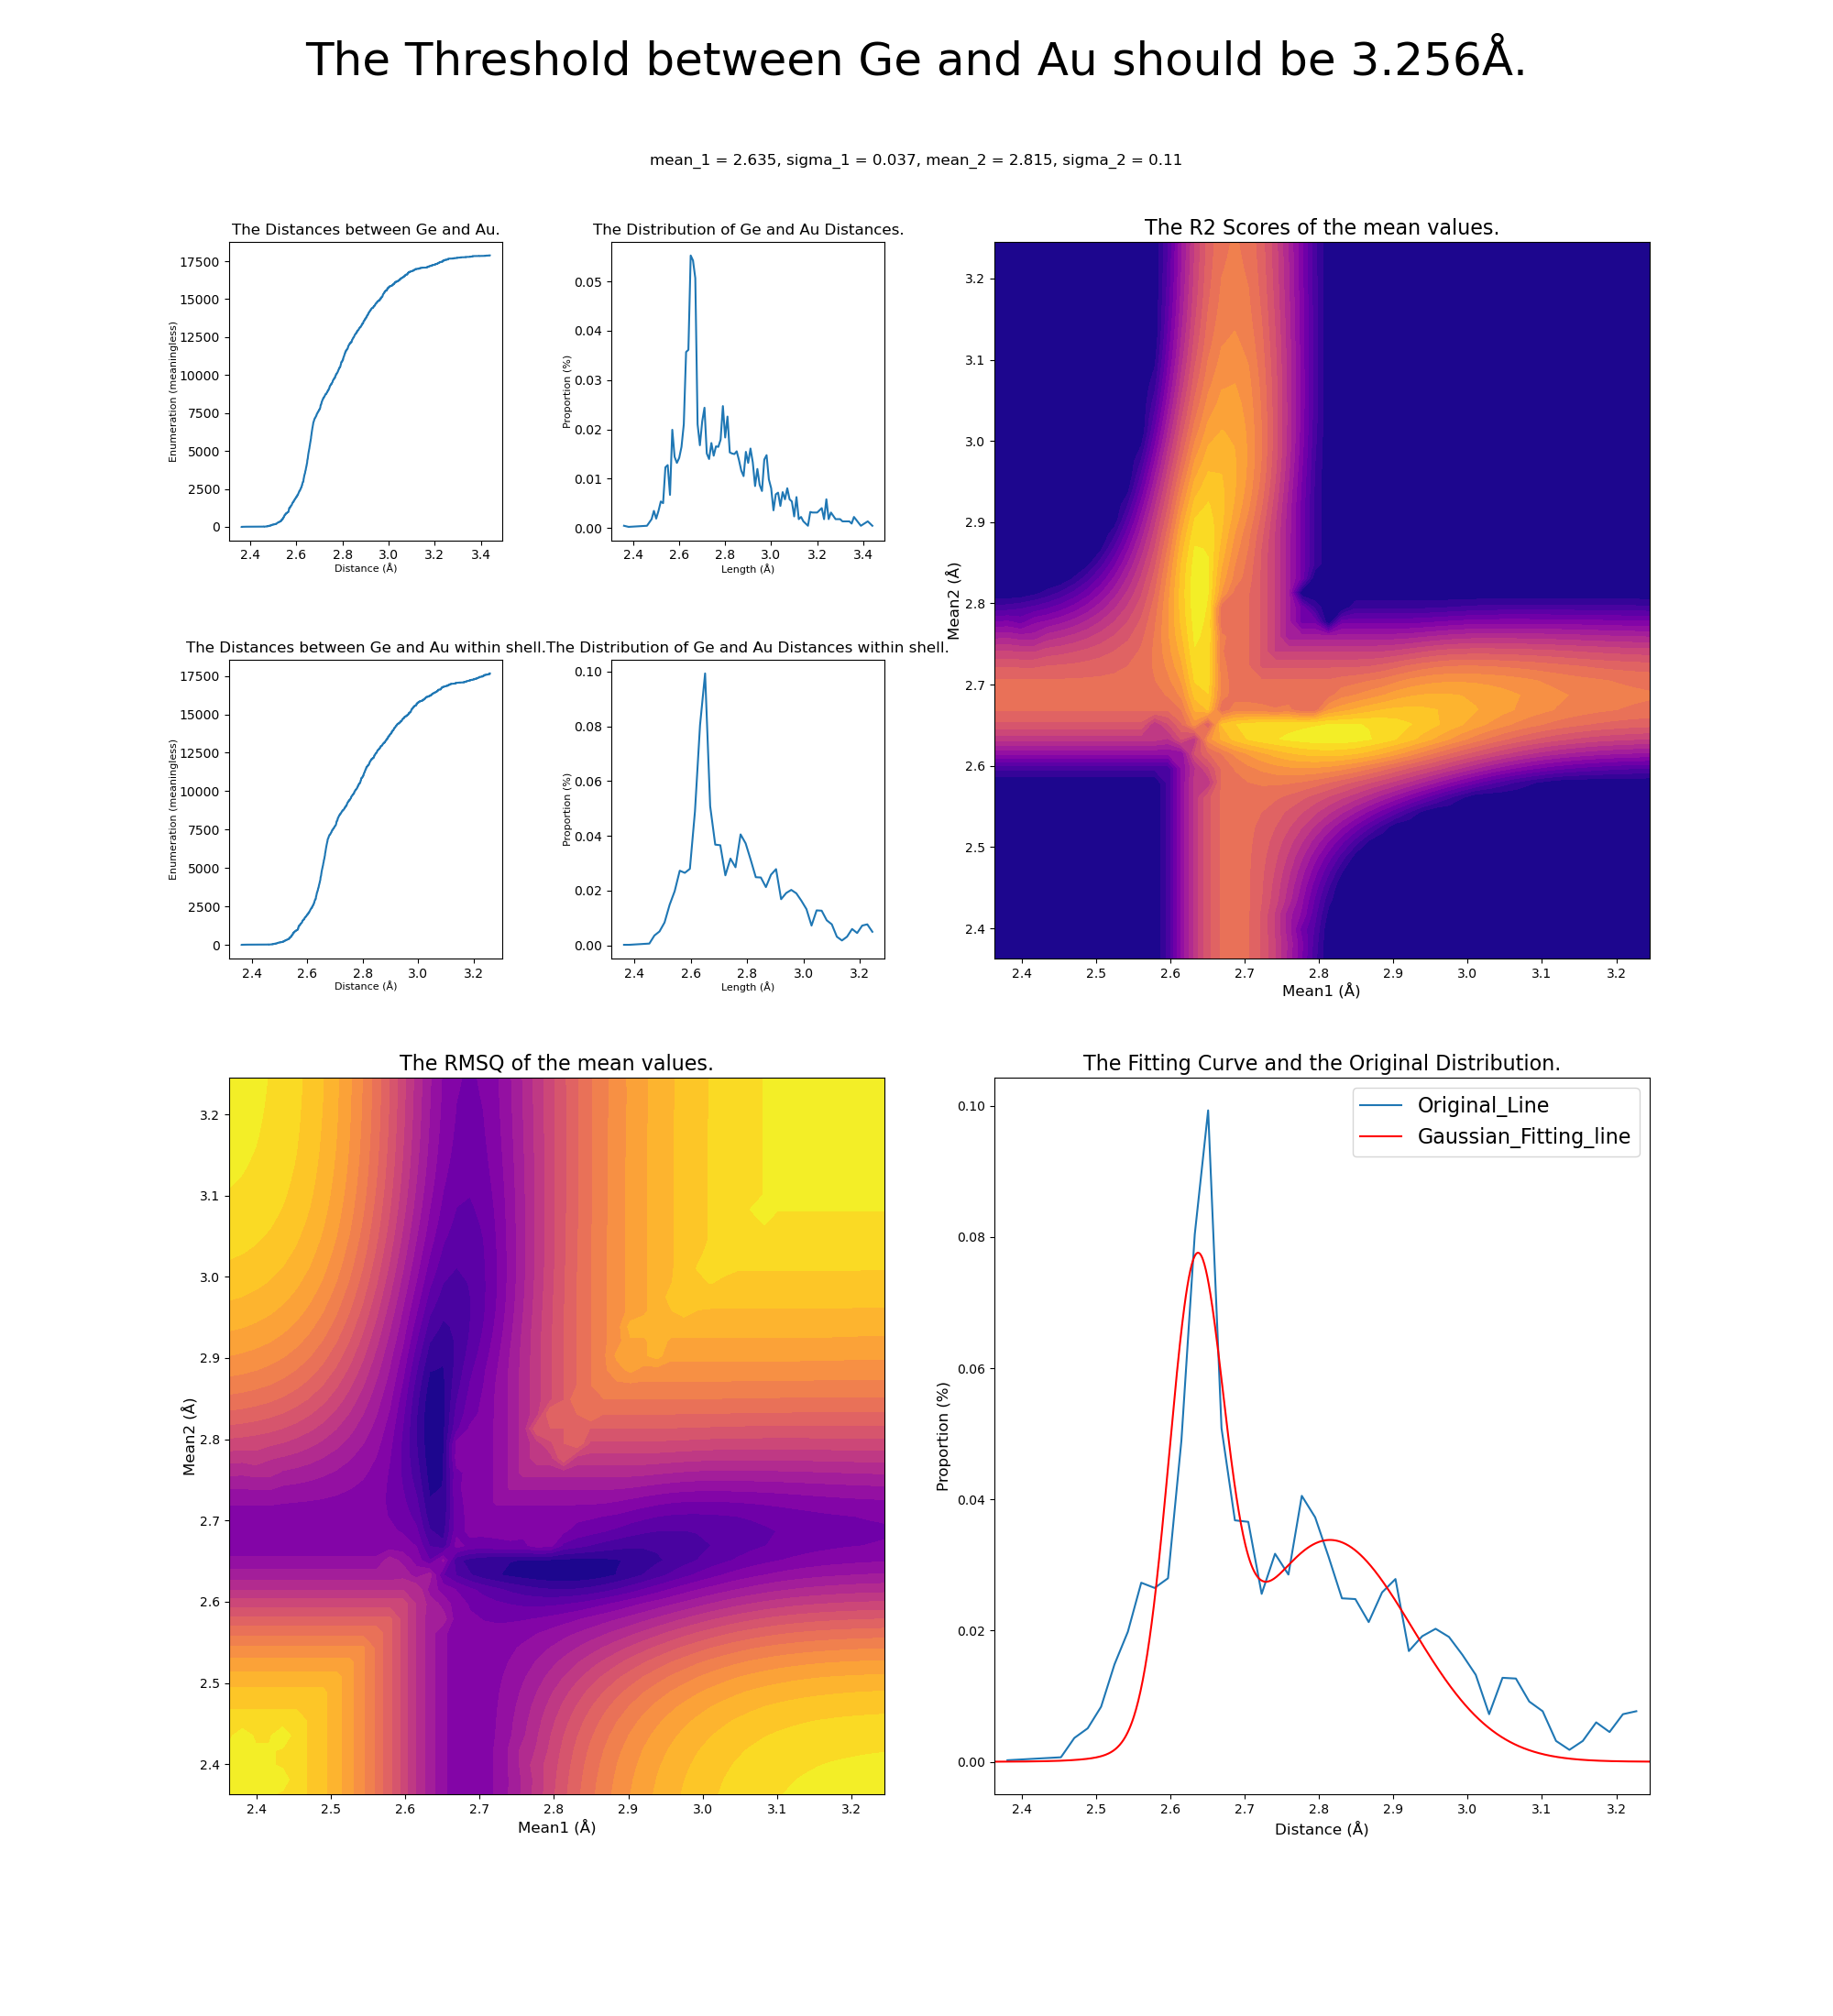 The Threshold between Ge and Au should be 3.256Å.
mean_1 = 2.635, sigma_1 = 0.037, mean_2 = 2.815, sigma_2 = 0.11
The Distances between Ge and Au.
17500
15000
12500
10000
7500
5000
2500
0
Enumeration (meaningless)
2.4 2.6 2.8 3.0 3.2 3.4
Distance (Å)
The Distribution of Ge and Au Distances.
0.05
0.04
0.03
0.02
0.01
0.00
Proportion (%)
2.4 2.6 2.8 3.0 3.2 3.4
Length (Å)
The R2 Scores of the mean values.
3.2
3.1
3.0
2.9
2.8
2.7
2.6
2.5
2.4
Mean2 (Å)
2.4 2.5 2.6 2.7 2.8 2.9 3.0 3.1 3.2
Mean1 (Å)
The Distances between Ge and Au within shell.
17500
15000
12500
10000
7500
5000
2500
0
Enumeration (meaningless)
2.4 2.6 2.8 3.0 3.2
Distance (Å)
The Distribution of Ge and Au Distances within shell.
0.10
0.08
0.06
0.04
0.02
0.00
Proportion (%)
2.4 2.6 2.8 3.0 3.2
Length (Å)
The RMSQ of the mean values.
3.2
3.1
3.0
2.9
2.8
2.7
2.6
2.5
2.4
Mean2 (Å)
2.4 2.5 2.6 2.7 2.8 2.9 3.0 3.1 3.2
Mean1 (Å)
The Fitting Curve and the Original Distribution.
Original_Line
Gaussian_Fitting_line
0.10
0.08
0.06
0.04
0.02
0.00
Proportion (%)
2.4 2.5 2.6 2.7 2.8 2.9 3.0 3.1 3.2
Distance (Å)